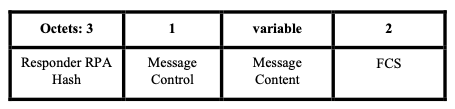 Octets: 3 1 variable 2
Responder RPA Message Message FCS
Hash Control Content